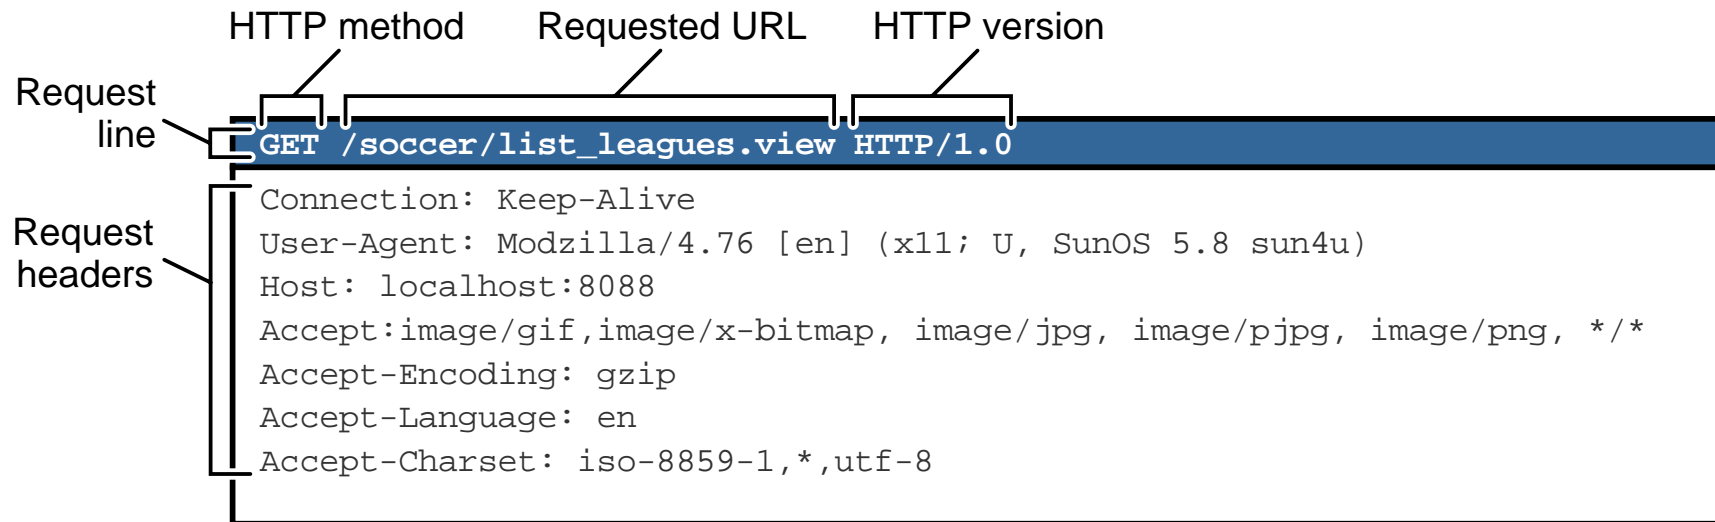 HTTP method Requested URL HTTP version
Request
line
GET /soccer/list_leagues.view HTTP/1.0
Request
headers
Connection: Keep-Alive
User-Agent: Modzilla/4.76 [en] (x11; U, SunOS 5.8 sun4u)
Host: localhost:8088
Accept:image/gif,image/x-bitmap, image/jpg, image/pjpg, image/png, */*
Accept-Encoding: gzip
Accept-Language: en
Accept-Charset: iso-8859-1,*,utf-8